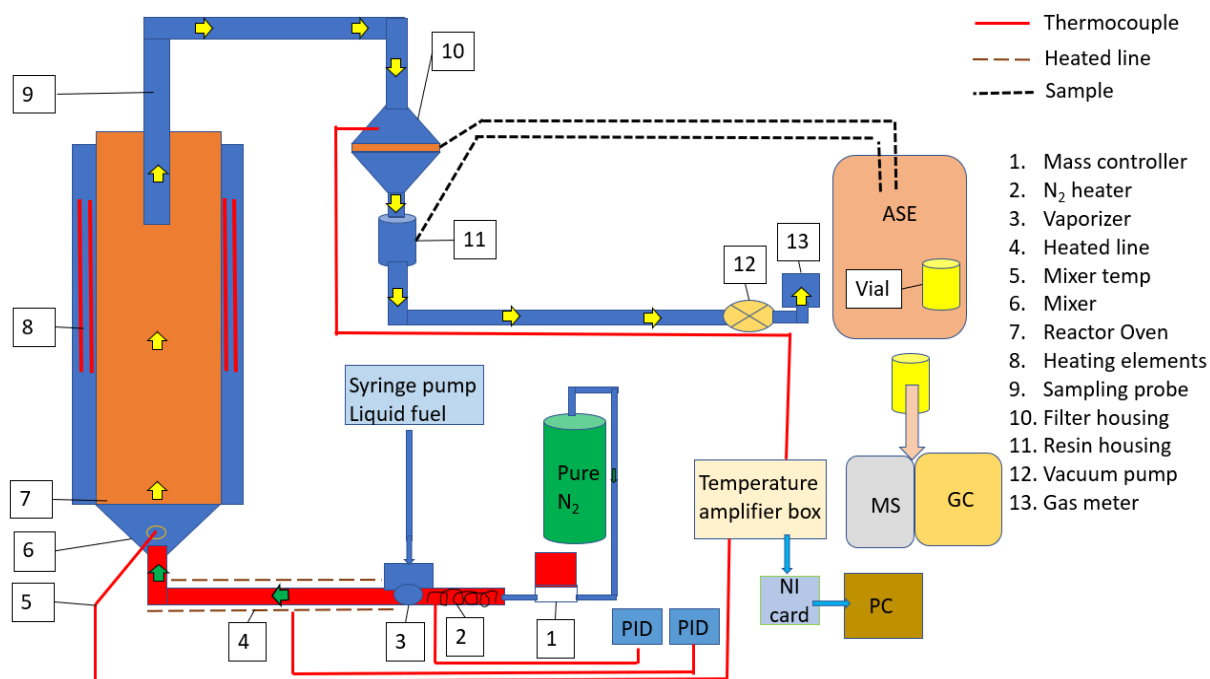 Thermocouple
Heated line
Sample
10
9
ASE
Vial
13
12
11
8
7
6
5
4
3
2
1
Syringe pump
Liquid fuel
Pure
N₂
Temperature
amplifier box
MS
GC
NI
card
PC
PID
PID
1. Mass controller
2. N₂ heater
3. Vaporizer
4. Heated line
5. Mixer temp
6. Mixer
7. Reactor Oven
8. Heating elements
9. Sampling probe
10. Filter housing
11. Resin housing
12. Vacuum pump
13. Gas meter